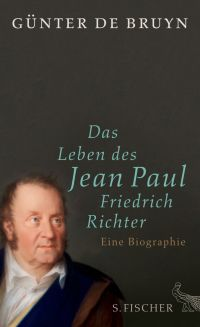 GÜNTER DE BRUYN
Das
Leben des
Jean Paul
Friedrich
Richter
Eine Biographie
S. FISCHER